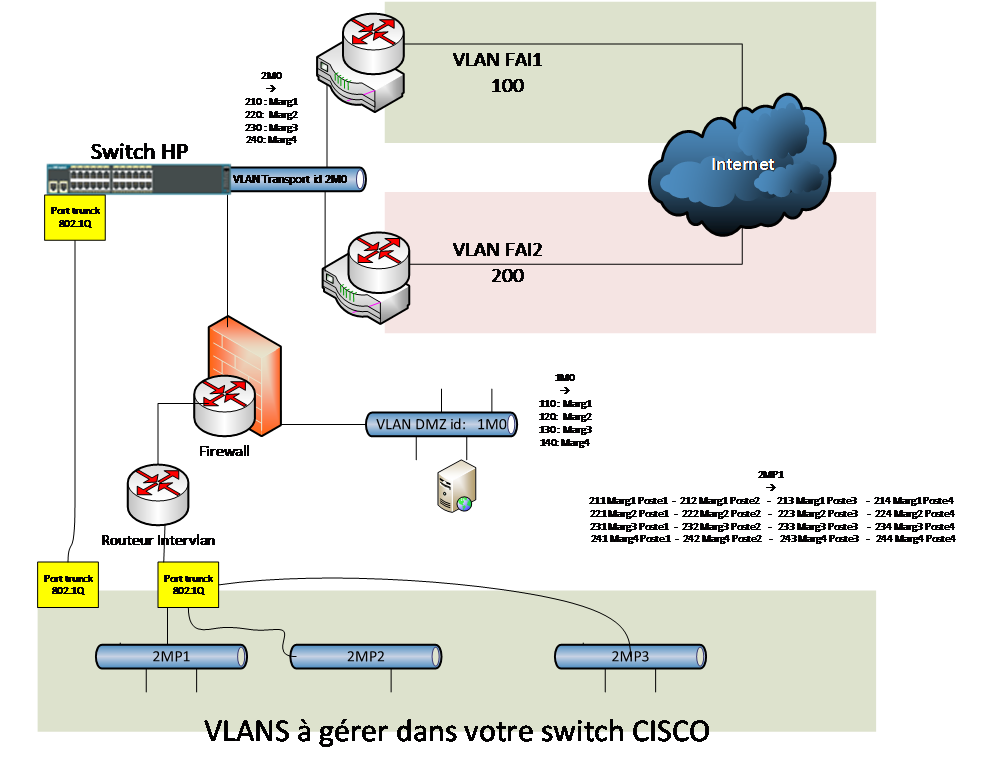 VLAN FAI1
100
2M0
→
210 : Marg1
220: Marg2
230 : Marg3
240 : Marg4
Switch HP
VLAN Transport id 2M0
Internet
Port trunck
802.1Q
VLAN FAI2
200
1M0
→
110 : Marg1
120 : Marg2
130 : Marg3
140 : Marg4
VLAN DMZ id: 1M0
Firewall
2MP1
→
211 Marg1 Poste1 - 212 Marg1 Poste2 - 213 Marg1 Poste3 - 214 Marg1 Poste4
221 Marg2 Poste1 - 222 Marg2 Poste2 - 223 Marg2 Poste3 - 224 Marg2 Poste4
231 Marg3 Poste1 - 232 Marg3 Poste2 - 233 Marg3 Poste3 - 234 Marg3 Poste4
241 Marg4 Poste1 - 242 Marg4 Poste2 - 243 Marg4 Poste3 - 244 Marg4 Poste4
Routeur Intervlan
Port trunck
802.1Q
Port trunck
802.1Q
2MP1
2MP2
2MP3
VLANS à gérer dans votre switch CISCO